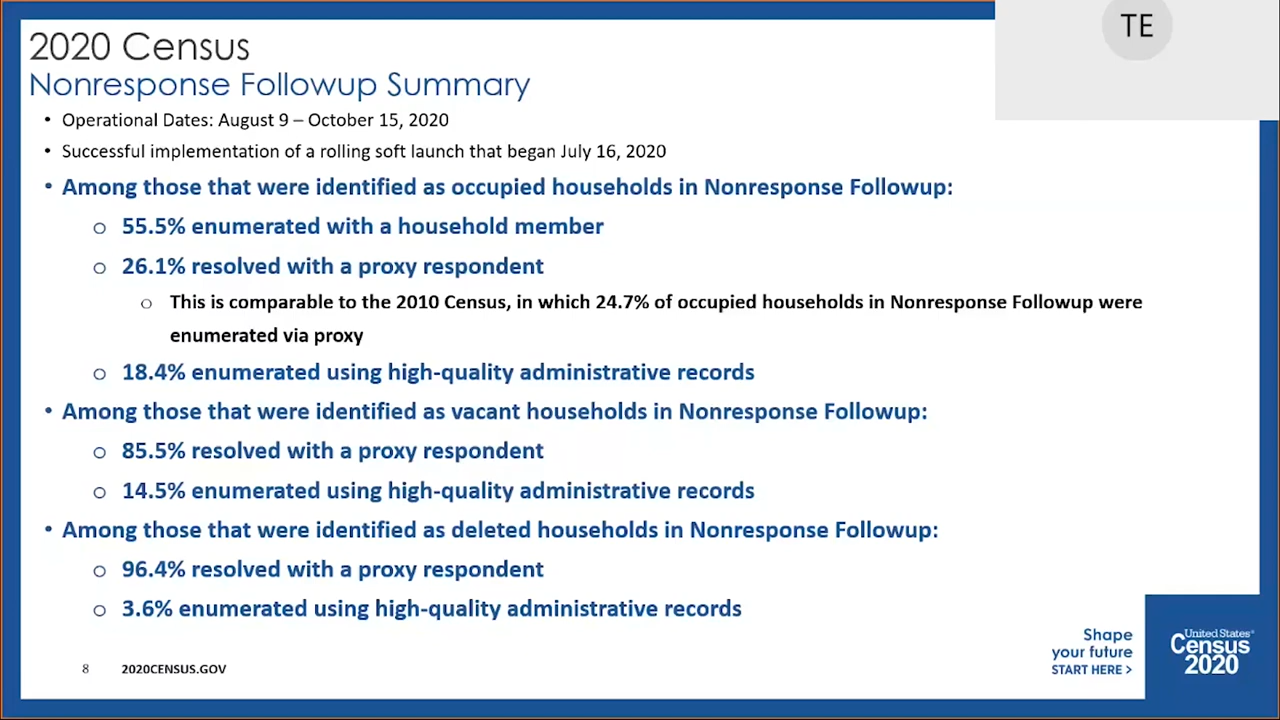 TE
2020 Census
Nonresponse Followup Summary
• Operational Dates: August 9 – October 15, 2020
• Successful implementation of a rolling soft launch that began July 16, 2020
• Among those that were identified as occupied households in Nonresponse Followup:
o 55.5% enumerated with a household member
o 26.1% resolved with a proxy respondent
o This is comparable to the 2010 Census, in which 24.7% of occupied households in Nonresponse Followup were
enumerated via proxy
o 18.4% enumerated using high-quality administrative records
• Among those that were identified as vacant households in Nonresponse Followup:
o 85.5% resolved with a proxy respondent
o 14.5% enumerated using high-quality administrative records
• Among those that were identified as deleted households in Nonresponse Followup:
o 96.4% resolved with a proxy respondent
o 3.6% enumerated using high-quality administrative records
8 2020CENSUS.GOV
Shape
your future
START HERE >
United States®
Census
2020